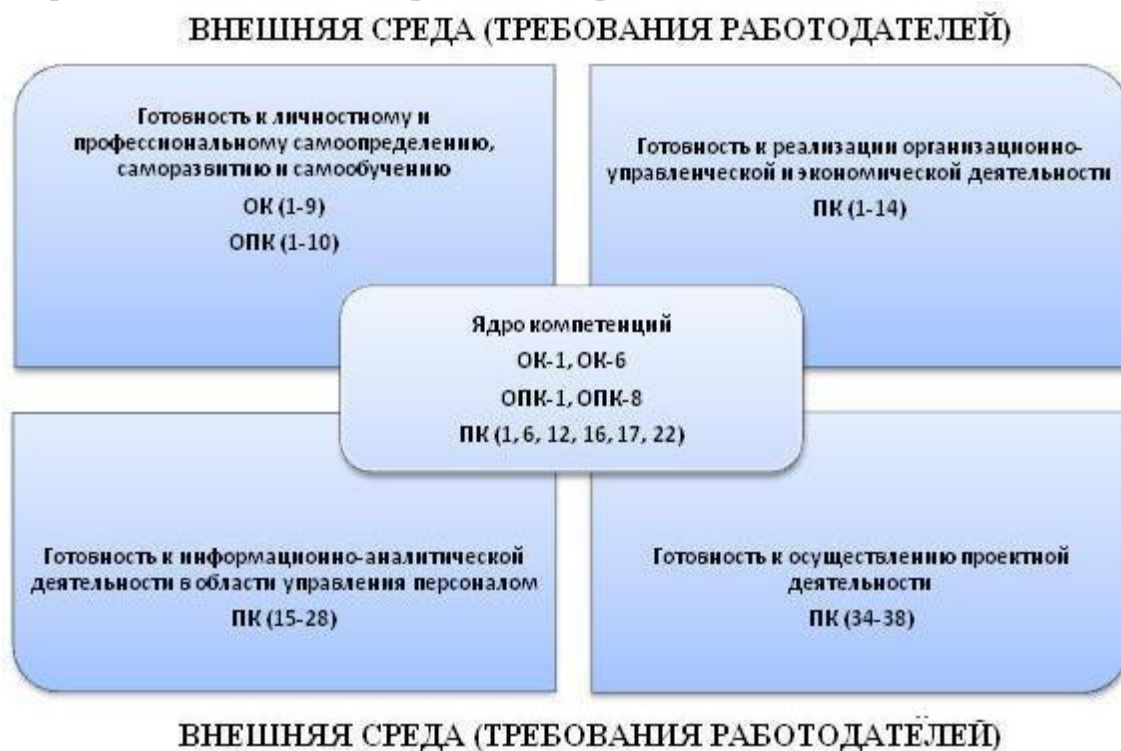 ВНЕШНЯЯ СРЕДА (ТРЕБОВАНИЯ РАБОТОДАТЕЛЕЙ)
Готовность к личностному и
профессиональному самоопределению,
саморазвитию и самообучению
ОК (1-9)
ОПК (1-10)
Готовность к реализации организационно-
управленческой и экономической деятельности
ПК (1-14)
Ядро компетенций
ОК-1, ОК-6
ОПК-1, ОПК-8
ПК (1, 6, 12, 16, 17, 22)
Готовность к информационно-аналитической
деятельности в области управления персоналом
ПК (15-28)
Готовность к осуществлению проектной
деятельности
ПК (34-38)
ВНЕШНЯЯ СРЕДА (ТРЕБОВАНИЯ РАБОТОДАТЕЛЕЙ)